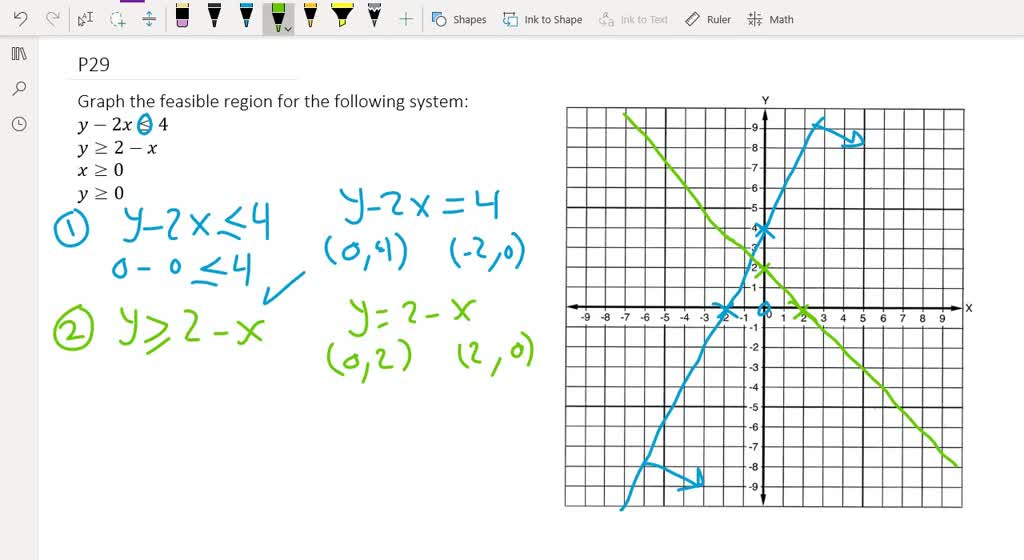 Shapes Ink to Shape Ink to Text Ruler Math
P29
Graph the feasible region for the following system:
y − 2x ≤ 4
y ≥ 2 − x
x ≥ 0
y ≥ 0
① y-2x ≤ 4 y-2x = 4
0 - 0 ≤ 4 (0,4) (-2,0)
② y ≥ 2-x y = 2-x
(0,2) (2,0)
Y
9
8
7
6
5
4
3
2
1
-9 -8 -7 -6 -5 -4 -3 -2 -1 0 1 2 3 4 5 6 7 8 9 X
-1
-2
-3
-4
-5
-6
-7
-8
-9